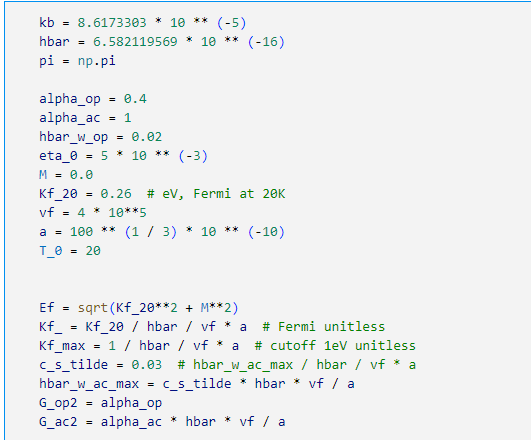 kb = 8.6173303 * 10 ** (-5)
hbar = 6.582119569 * 10 ** (-16)
pi = np.pi
alpha_op = 0.4
alpha_ac = 1
hbar_w_op = 0.02
eta_0 = 5 * 10 ** (-3)
M = 0.0
Kf_20 = 0.26  # eV, Fermi at 20K
vf = 4 * 10**5
a = 100 ** (1 / 3) * 10 ** (-10)
T_0 = 20
Ef = sqrt(Kf_20**2 + M**2)
Kf_ = Kf_20 / hbar / vf * a  # Fermi unitless
Kf_max = 1 / hbar / vf * a  # cutoff 1eV unitless
c_s_tilde = 0.03  # hbar_w_ac_max / hbar / vf * a
hbar_w_ac_max = c_s_tilde * hbar * vf / a
G_op2 = alpha_op
G_ac2 = alpha_ac * hbar * vf / a